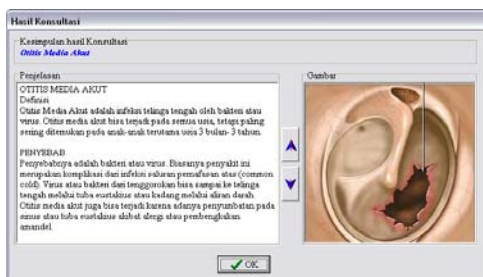 Hasil Konsultasi
Kesimpulan hasil Konsultasi
Otitis Media Akut
Penjelasan
OTITIS MEDIA AKUT
Definisi
Otitis Media Akut adalah infeksi telinga tengah oleh bakteri atau
virus. Otitis media akut bisa terjadi pada semua usia, tetapi paling
sering ditemukan pada anak-anak terutama usia 3 bulan- 3 tahun.
PENYEBAB
Penyebabnya adalah bakteri atau virus. Biasanya penyakit ini
merupakan komplikasi dari infeksi saluran pernafasan atas (common
cold). Virus atau bakteri dari tenggorokan bisa sampai ke telinga
tengah melalui tuba eustakius atau kadang melalui aliran darah.
Otitis media akut juga bisa terjadi karena adanya penyumbatan pada
sinus atau tuba eustakius akibat alergi atau pembengkakan
amandel.
Gambar
OK